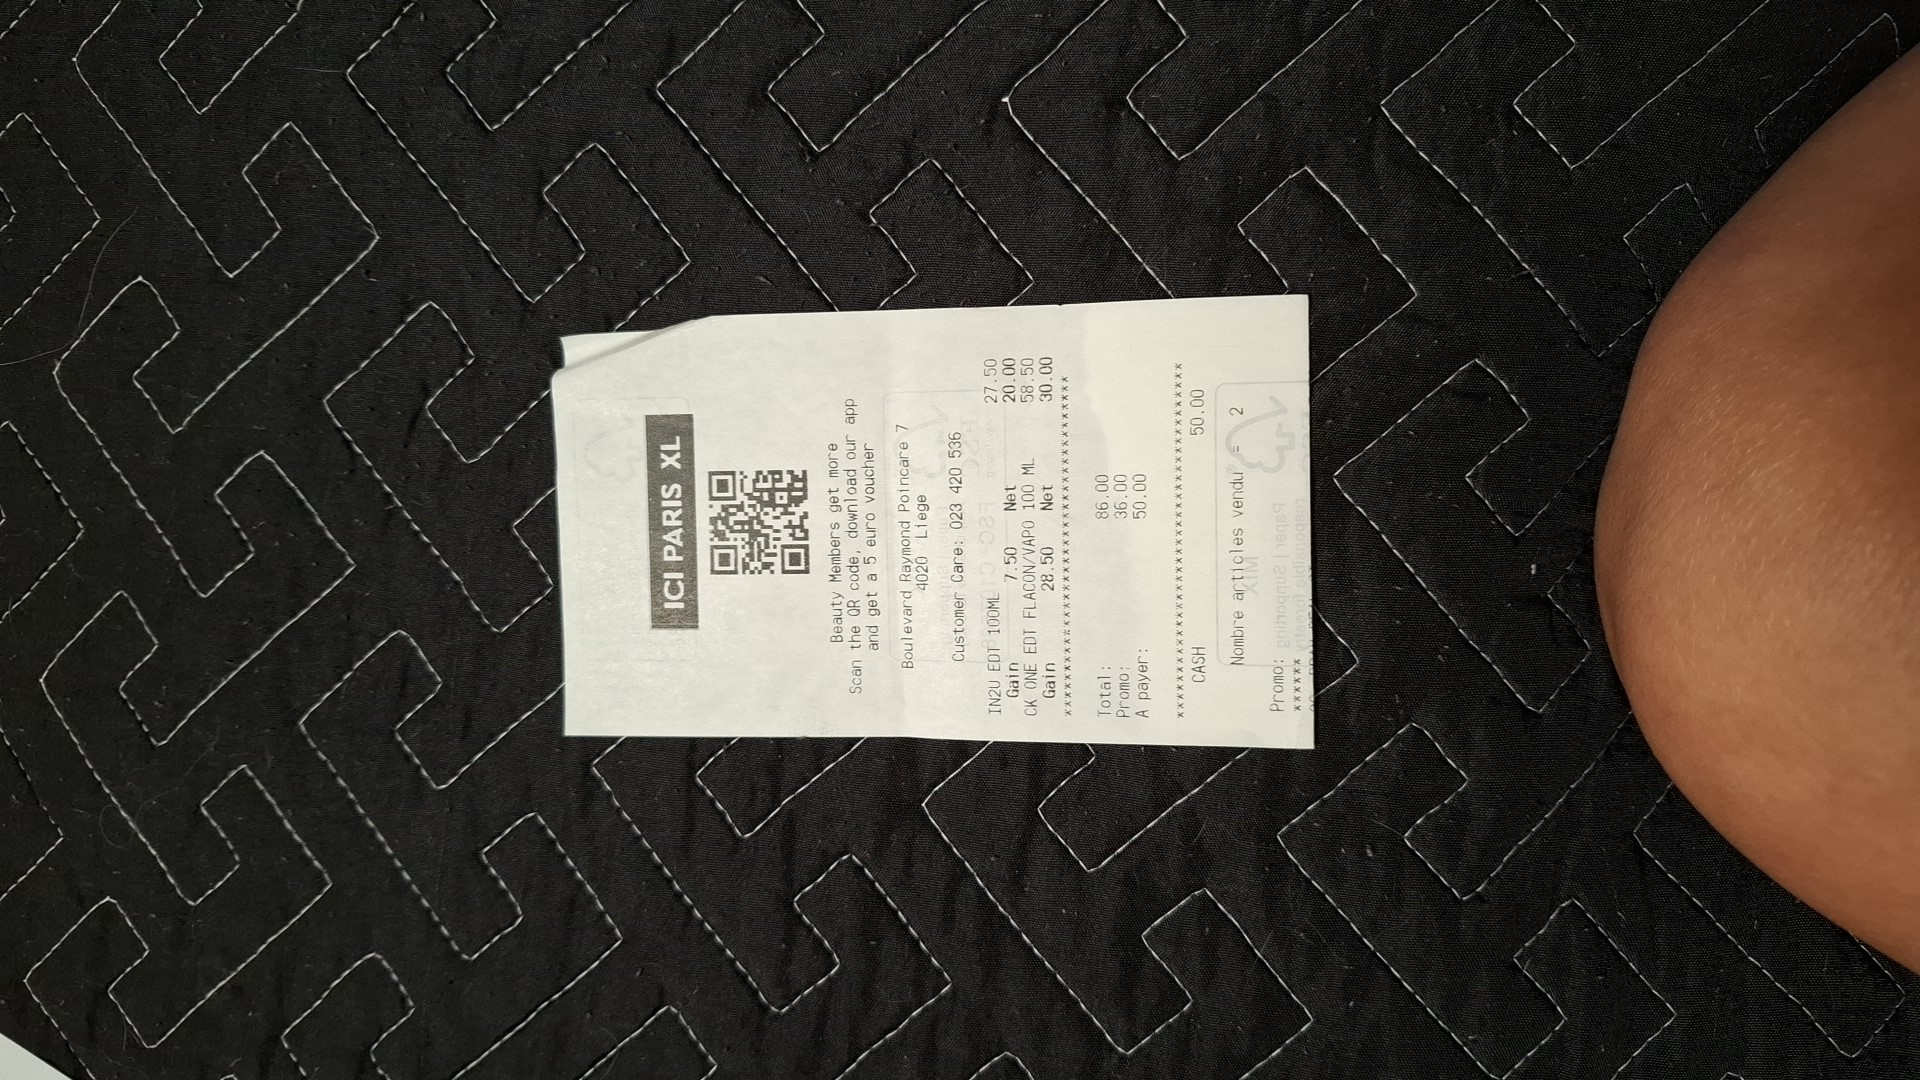 ICI PARIS XL
Beauty Members get more
Scan the QR code, download our app
and get a 5 euro voucher
Boulevard Raymond Poincare 7
4020 Liege
Customer Care: 023 420 536
IN2U EDT 100ML 27.50
Gain 7.50 Net 20.00
CK ONE EDT FLACON/VAPO 100 ML 58.50
Gain 28.50 Net 30.00
****************************************
Total: 86.00
Promo: 36.00
A payer: 50.00
******************************************
CASH 50.00
Nombre articles vendu = 2
Promo:
******